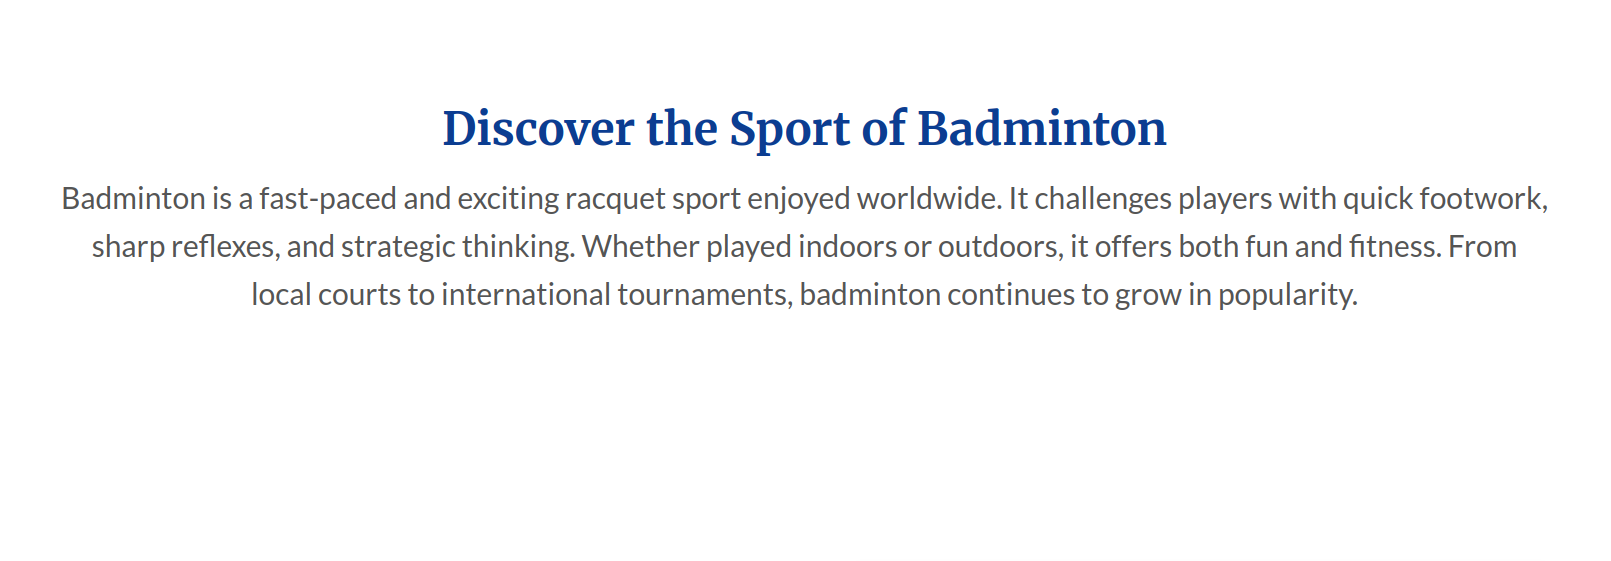 Discover the Sport of Badminton
Badminton is a fast-paced and exciting racquet sport enjoyed worldwide. It challenges players with quick footwork,
sharp reflexes, and strategic thinking. Whether played indoors or outdoors, it offers both fun and fitness. From
local courts to international tournaments, badminton continues to grow in popularity.